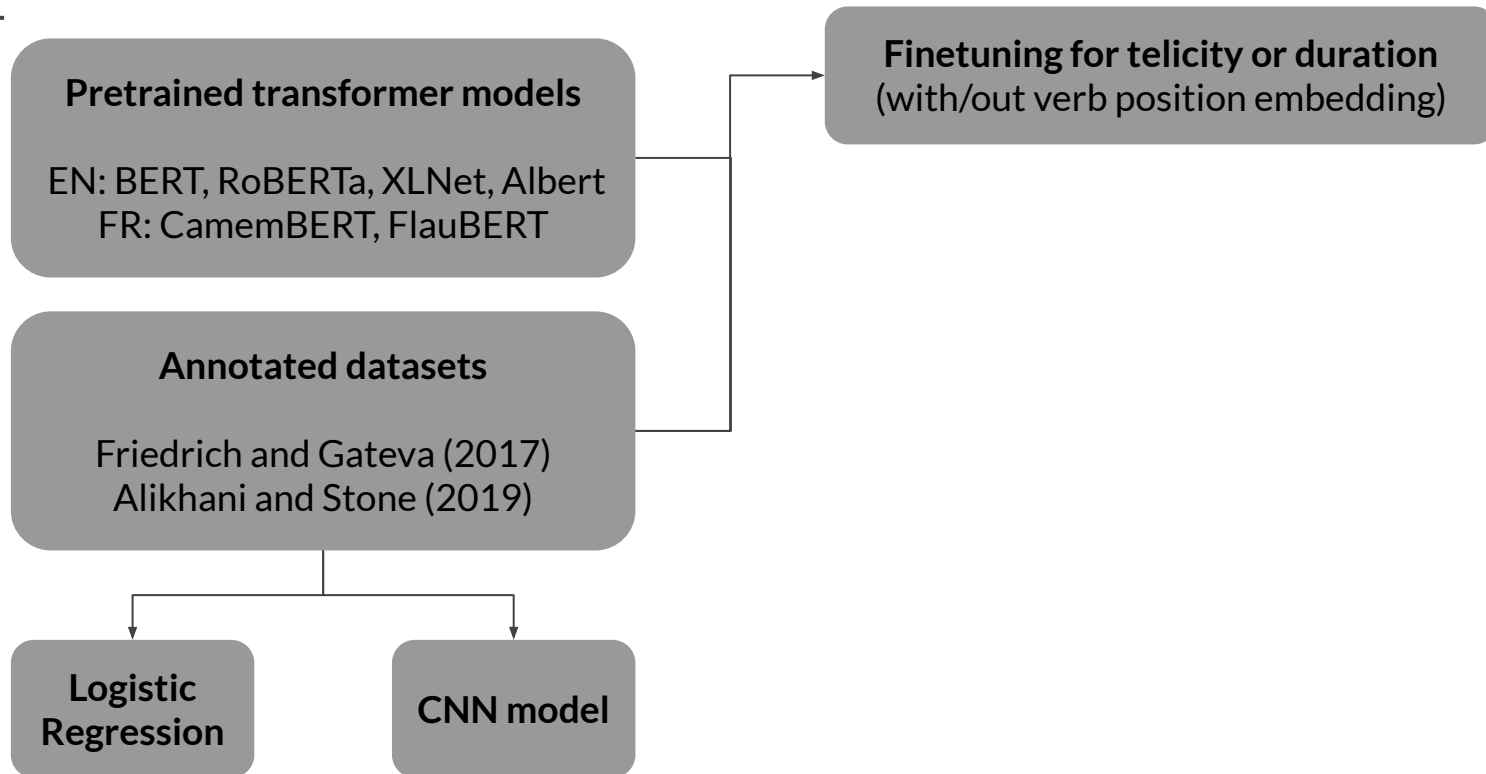 Pretrained transformer models
EN: BERT, RoBERTa, XLNet, Albert
FR: CamemBERT, FlauBERT
Finetuning for telicity or duration
(with/out verb position embedding)
Annotated datasets
Friedrich and Gateva (2017)
Alikhani and Stone (2019)
Logistic
Regression
CNN model